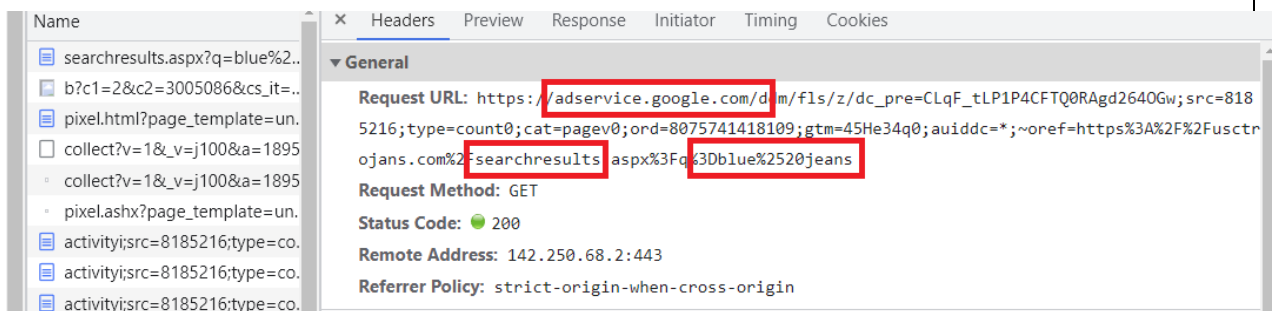 Name
searchresults.aspx?q=blue%2..
b?c1=2&c2=3005086&cs_it=..
pixel.html?page_template=un.
collect?v=1&_v=j100&a=1895
collect?v=1&_v=j100&a=1895
pixel.ashx?page_template=un.
activityi;src=8185216;type=co.
activityi;src=8185216;type=co.
activityi;src=8185216;type=co.
× Headers Preview Response Initiator Timing Cookies
▼ General
Request URL: https://adservice.google.com/ddm/fls/z/dc_pre=CLqF_tLP1P4CFTQ0RAgd264OGw;src=818
5216;type=count0;cat=pagev0;ord=8075741418109;gtm=45He34q0;auiddc=*;~oref=https%3A%2F%2Fusctr
ojans.com%2Fsearchresults.aspx%3Fq%3Dblue%2520jeans
Request Method: GET
Status Code: 200
Remote Address: 142.250.68.2:443
Referrer Policy: strict-origin-when-cross-origin